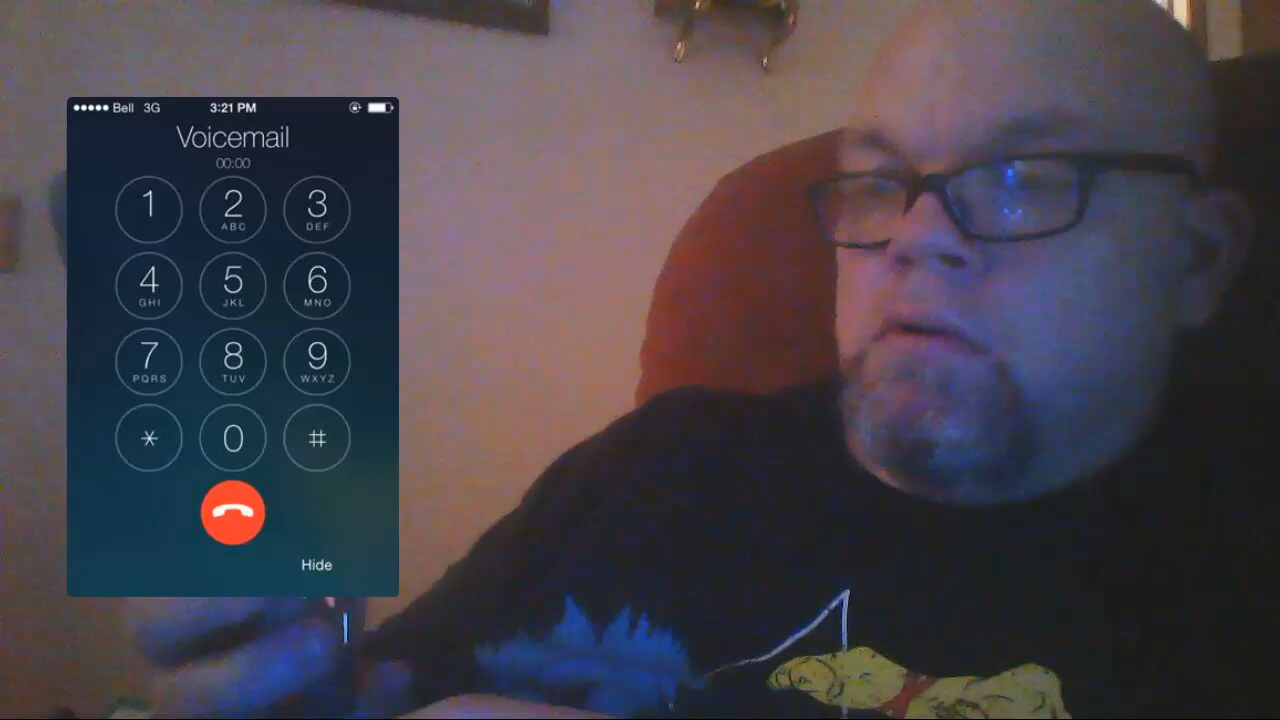 ●●●●● Bell 3G 3:21 PM
Voicemail
00:00
1 2 3
ABC DEF
4 5 6
GHI JKL MNO
7 8 9
PQRS TUV WXYZ
* 0 #
Hide